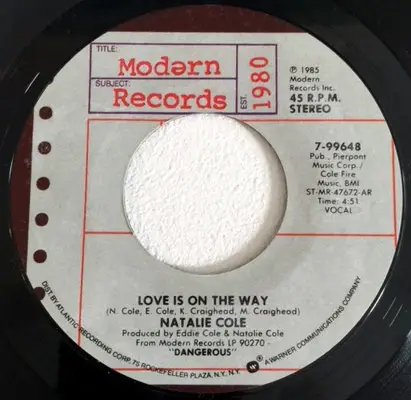 TITLE:
Modern
SUBJECT:
Records
EST.
1980
℗ 1985
Modern
Records Inc.
45 R.P.M.
STEREO
7-99648
Pub., Pierpont
Music Corp./
Cole Fire
Music, BMI
ST-MR-47672-AR
Time: 4:51
VOCAL
LOVE IS ON THE WAY
(N. Cole, E. Cole, K. Craighead, M. Craighead)
NATALIE COLE
Produced by Eddie Cole & Natalie Cole
From Modern Records LP 90270 -
"DANGEROUS"
DIST BY ATLANTIC RECORDING CORP. 75 ROCKEFELLER PLAZA, N.Y., N.Y. A WARNER COMMUNICATIONS COMPANY